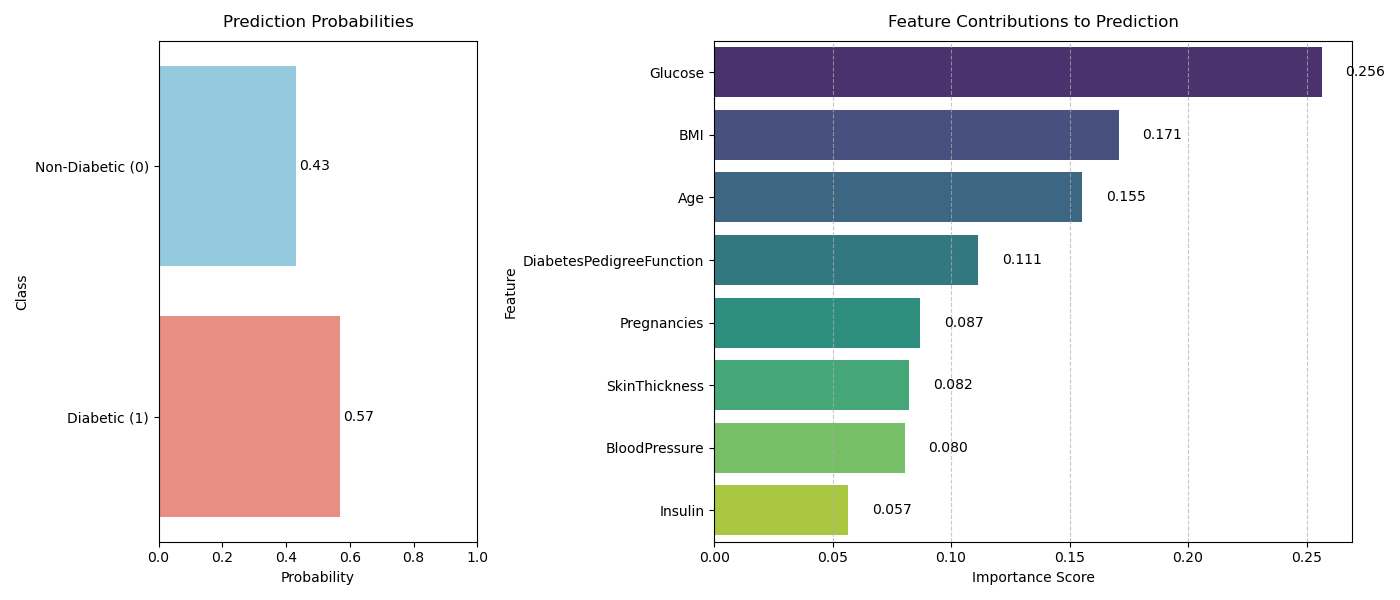 Prediction Probabilities
Class
Non-Diabetic (0)
0.43
Diabetic (1)
0.57
0.0 0.2 0.4 0.6 0.8 1.0
Probability
Feature Contributions to Prediction
Feature
Glucose 0.256
BMI 0.171
Age 0.155
DiabetesPedigreeFunction 0.111
Pregnancies 0.087
SkinThickness 0.082
BloodPressure 0.080
Insulin 0.057
0.00 0.05 0.10 0.15 0.20 0.25
Importance Score